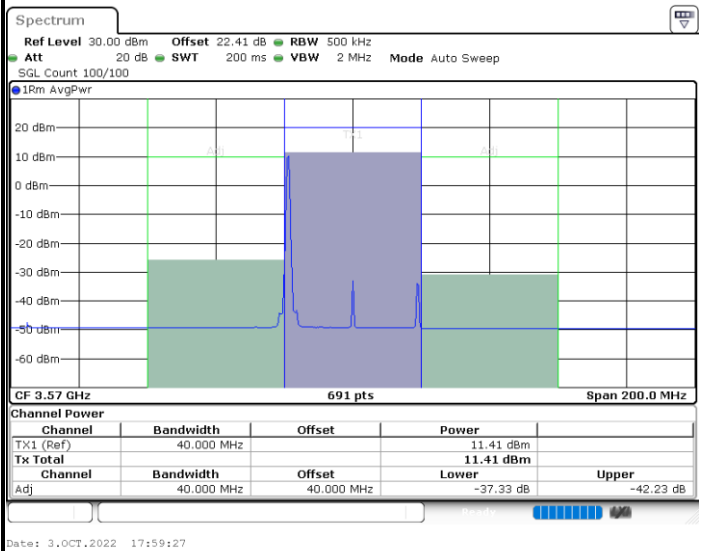 Spectrum
Ref Level 30.00 dBm Offset 22.41 dB RBW 500 kHz
Att 20 dB SWT 200 ms VBW 2 MHz Mode Auto Sweep
SGL Count 100/100
1Rm AvgPwr
20 dBm
TX1
10 dBm
Adj
Adj
0 dBm
-10 dBm
-20 dBm
-30 dBm
-40 dBm
-50 dBm
-60 dBm
CF 3.57 GHz 691 pts Span 200.0 MHz
Channel Power
Channel Bandwidth Offset Power
TX1 (Ref) 40.000 MHz 11.41 dBm
Tx Total 11.41 dBm
Channel Bandwidth Offset Lower Upper
Adj 40.000 MHz 40.000 MHz -37.33 dB -42.23 dB
Ready
Date: 3.OCT.2022 17:59:27